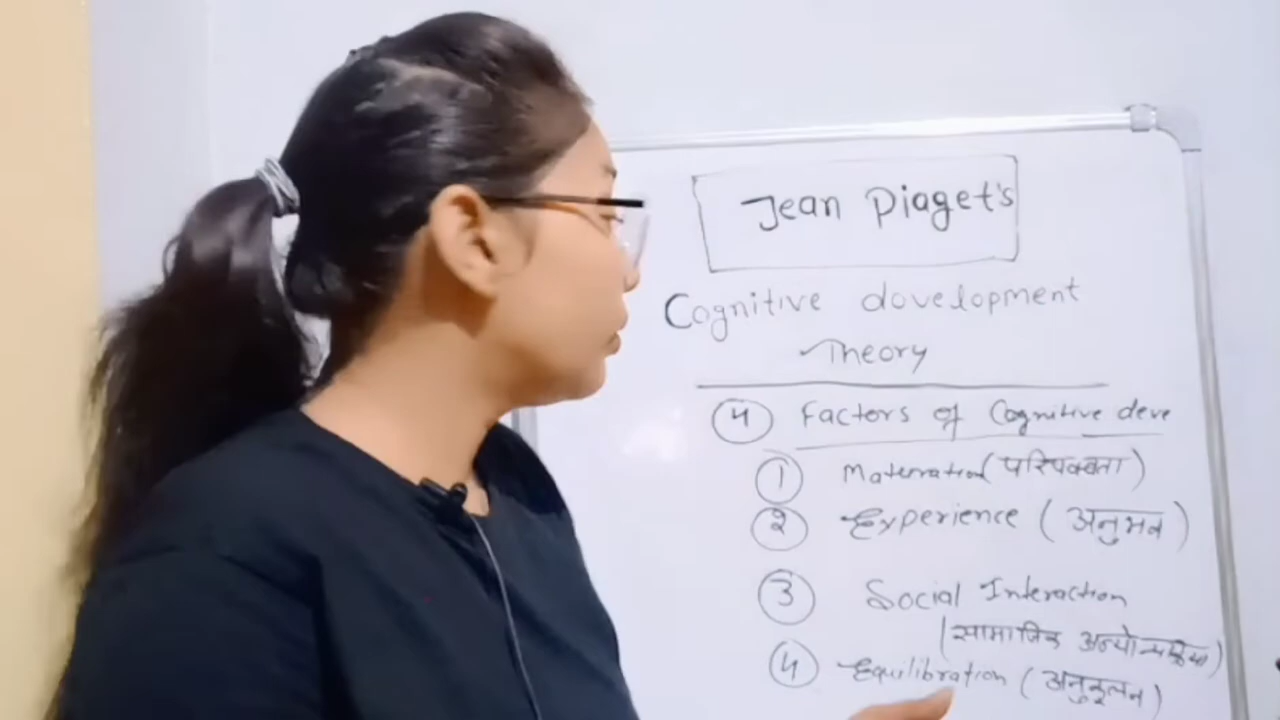 Jean Piaget's
Cognitive dovelopment
Theory
4 Factors of Cognitive deve
1 Maturation (परिपक्वता)
2 Experience (अनुभव)
3 Social Interaction
(सामाजिक अन्योन्यक्रिया)
4 Equilibration (अनुकूलन)